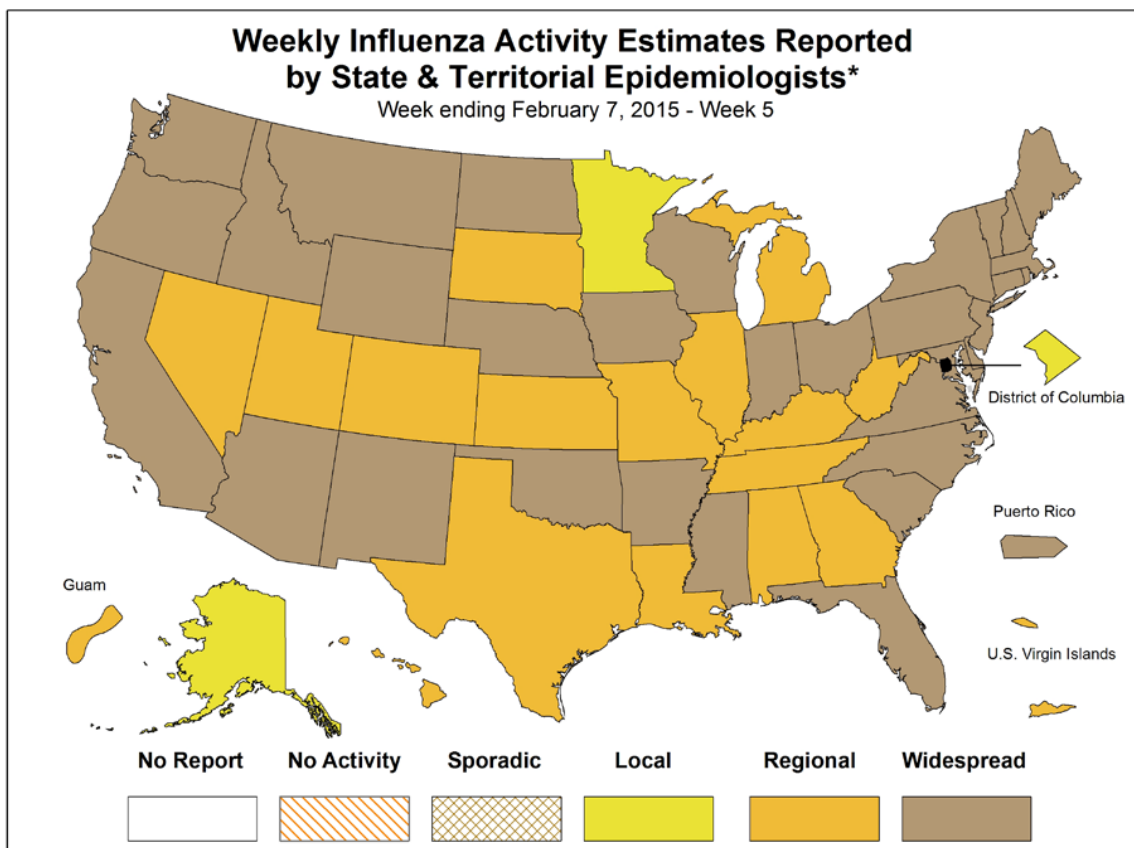 Weekly Influenza Activity Estimates Reported
by State & Territorial Epidemiologists*
Week ending February 7, 2015 - Week 5
District of Columbia
Puerto Rico
Guam
U.S. Virgin Islands
No Report No Activity Sporadic Local Regional Widespread